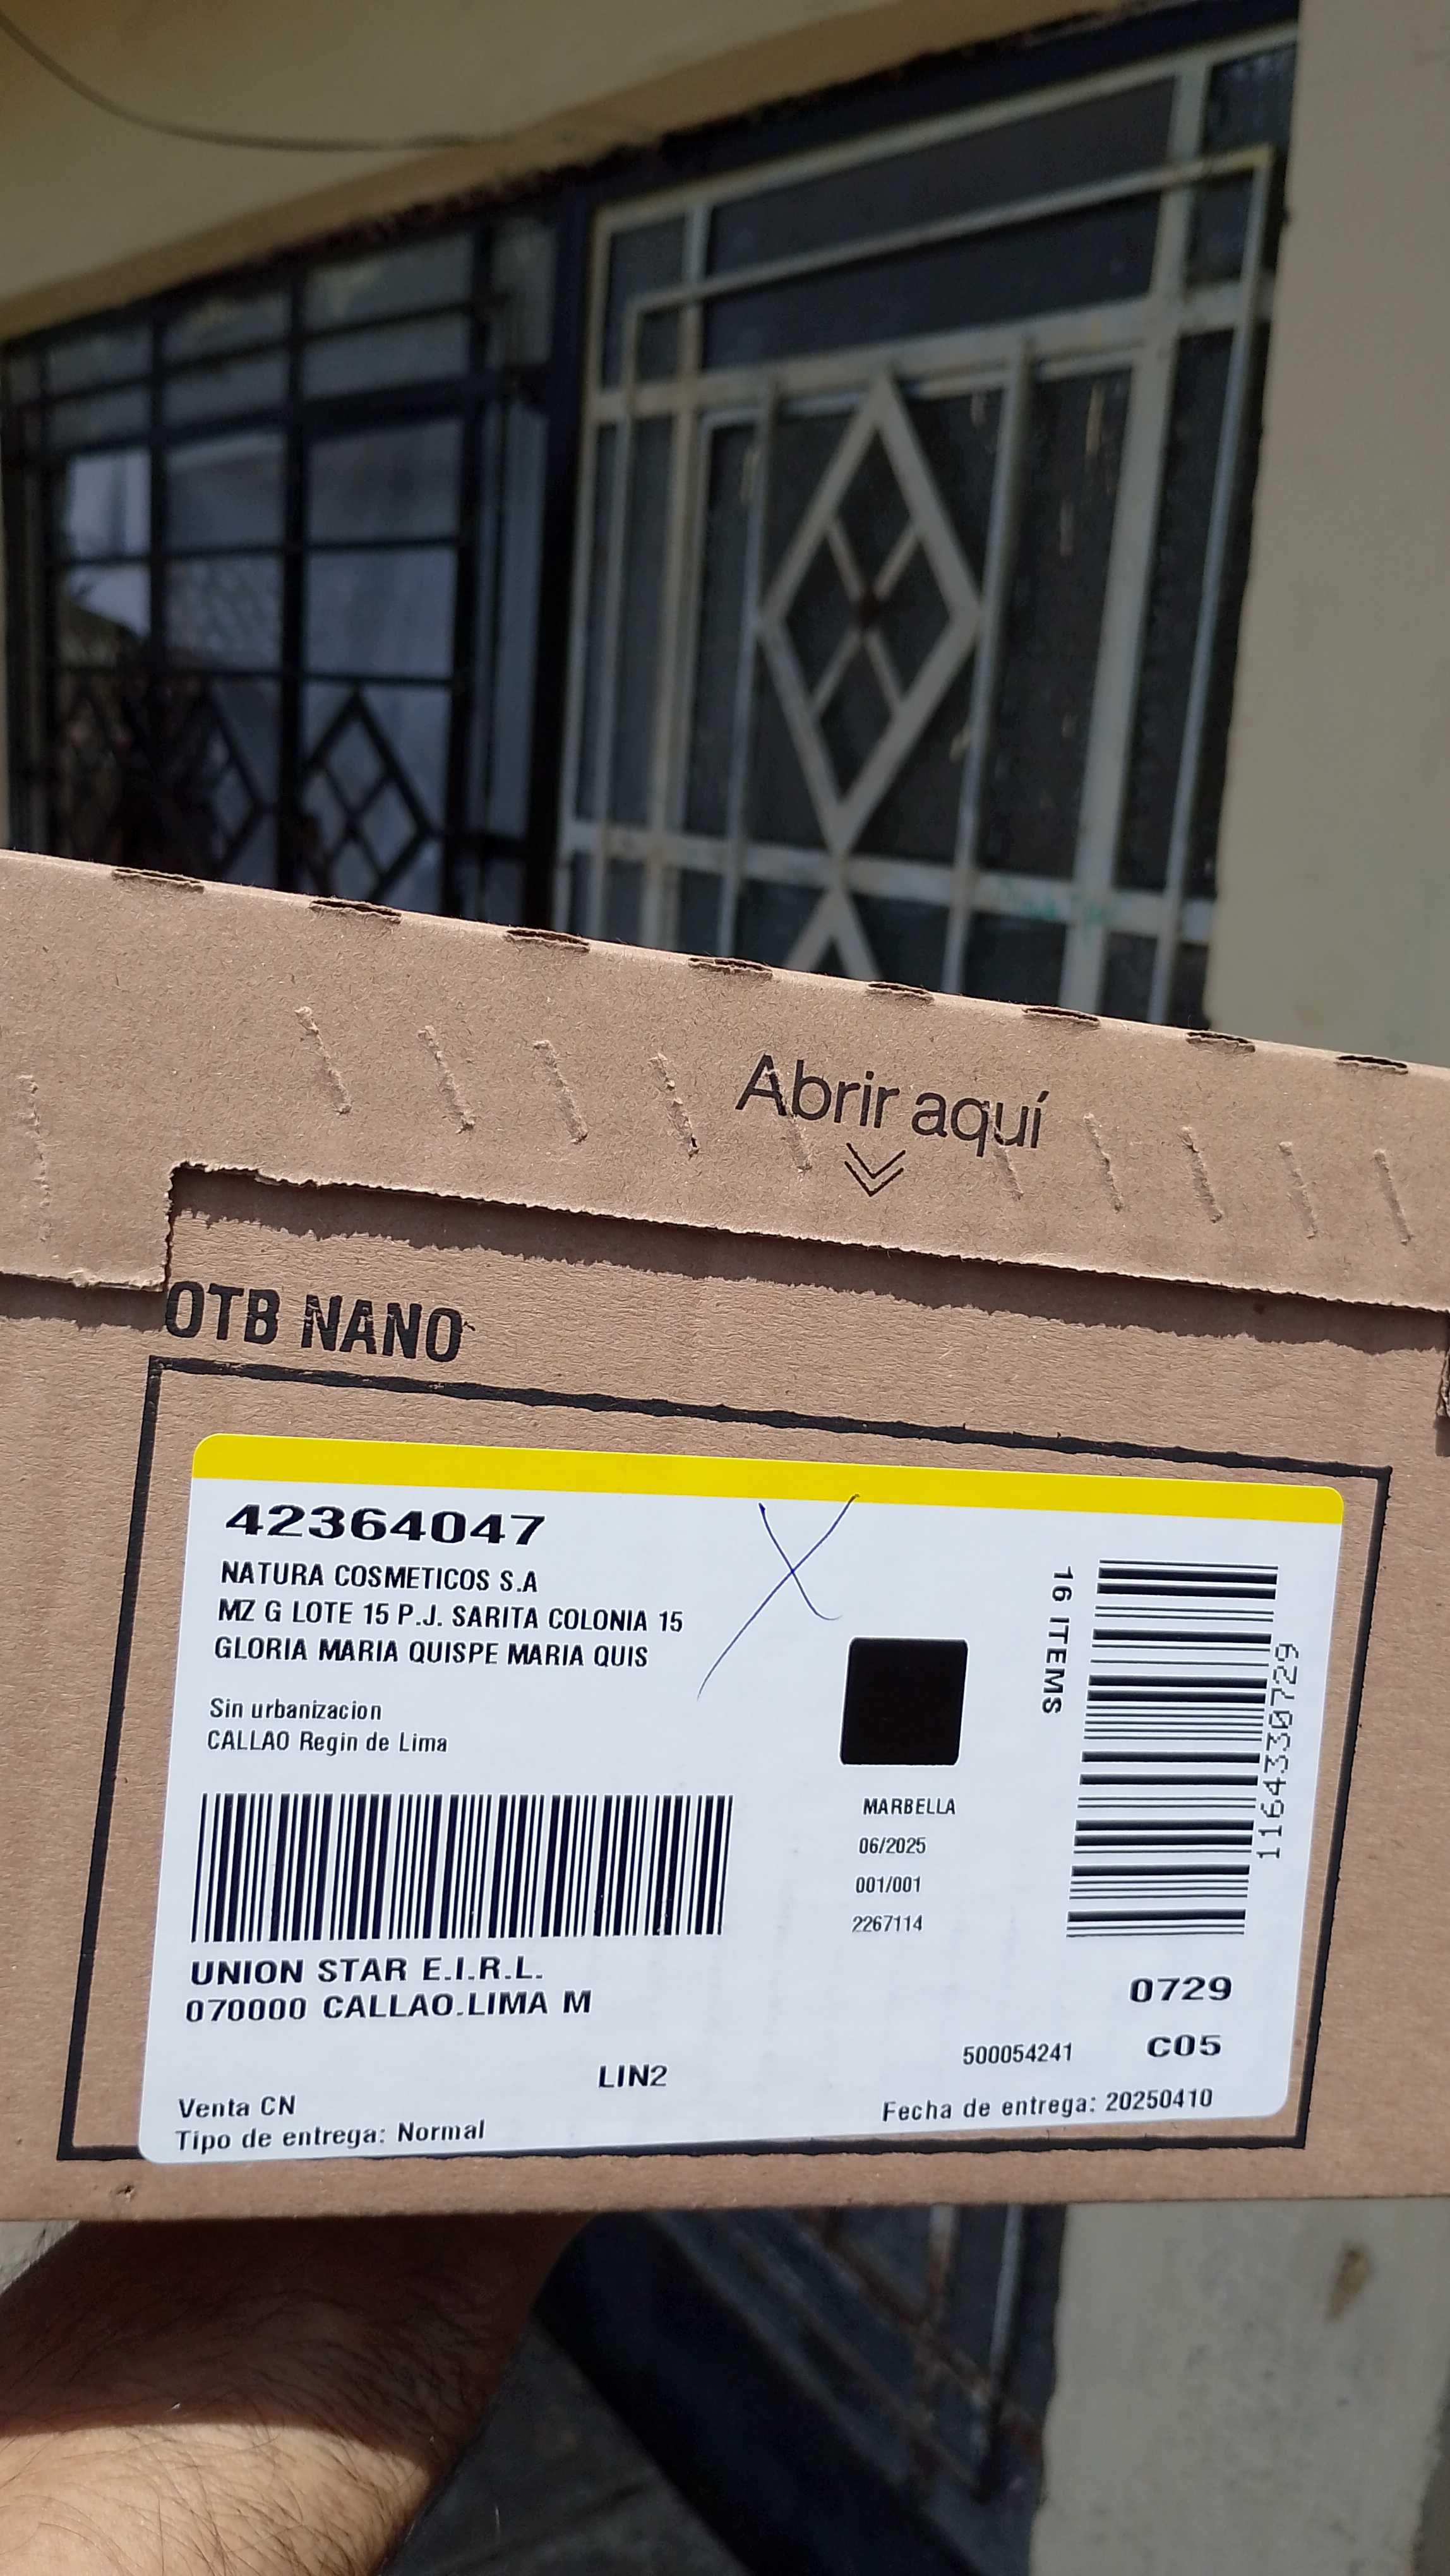 Abrir aquí
OTB NANO
42364047
NATURA COSMETICOS S.A
MZ G LOTE 15 P.J. SARITA COLONIA 15
GLORIA MARIA QUISPE MARIA QUIS
Sin urbanizacion
CALLAO Regin de Lima
16 ITEMS
1164330729
MARBELLA
06/2025
001/001
2267114
UNION STAR E.I.R.L.
070000 CALLAO.LIMA M
0729
C05
500054241
LIN2
Venta CN
Tipo de entrega: Normal
Fecha de entrega: 20250410